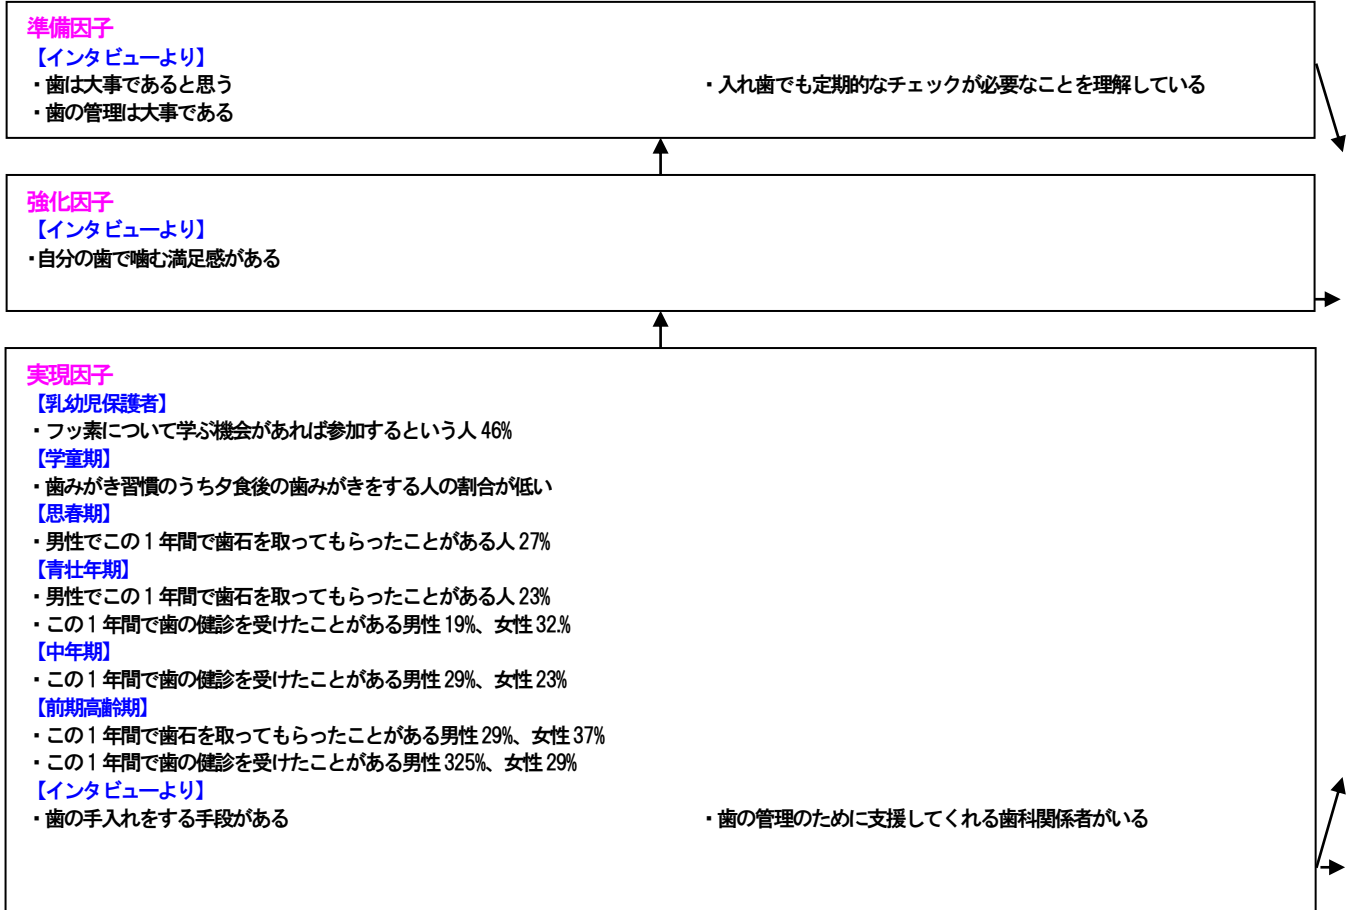 準備因子
【インタビューより】
・歯は大事であると思う
・入れ歯でも定期的なチェックが必要なことを理解している
・歯の管理は大事である
強化因子
【インタビューより】
・自分の歯で噛む満足感がある
実現因子
【乳幼児保護者】
・フッ素について学ぶ機会があれば参加するという人 46%
【学童期】
・歯みがき習慣のうち夕食後の歯みがきをする人の割合が低い
【思春期】
・男性でこの 1 年間で歯石を取ってもらったことがある人 27%
【青壮年期】
・男性でこの 1 年間で歯石を取ってもらったことがある人 23%
・この 1 年間で歯の健診を受けたことがある男性 19%、女性 32.%
【中年期】
・この 1 年間で歯の健診を受けたことがある男性 29%、女性 23%
【前期高齢期】
・この 1 年間で歯石を取ってもらったことがある男性 29%、女性 37%
・この 1 年間で歯の健診を受けたことがある男性 325%、女性 29%
【インタビューより】
・歯の手入れをする手段がある
・歯の管理のために支援してくれる歯科関係者がいる